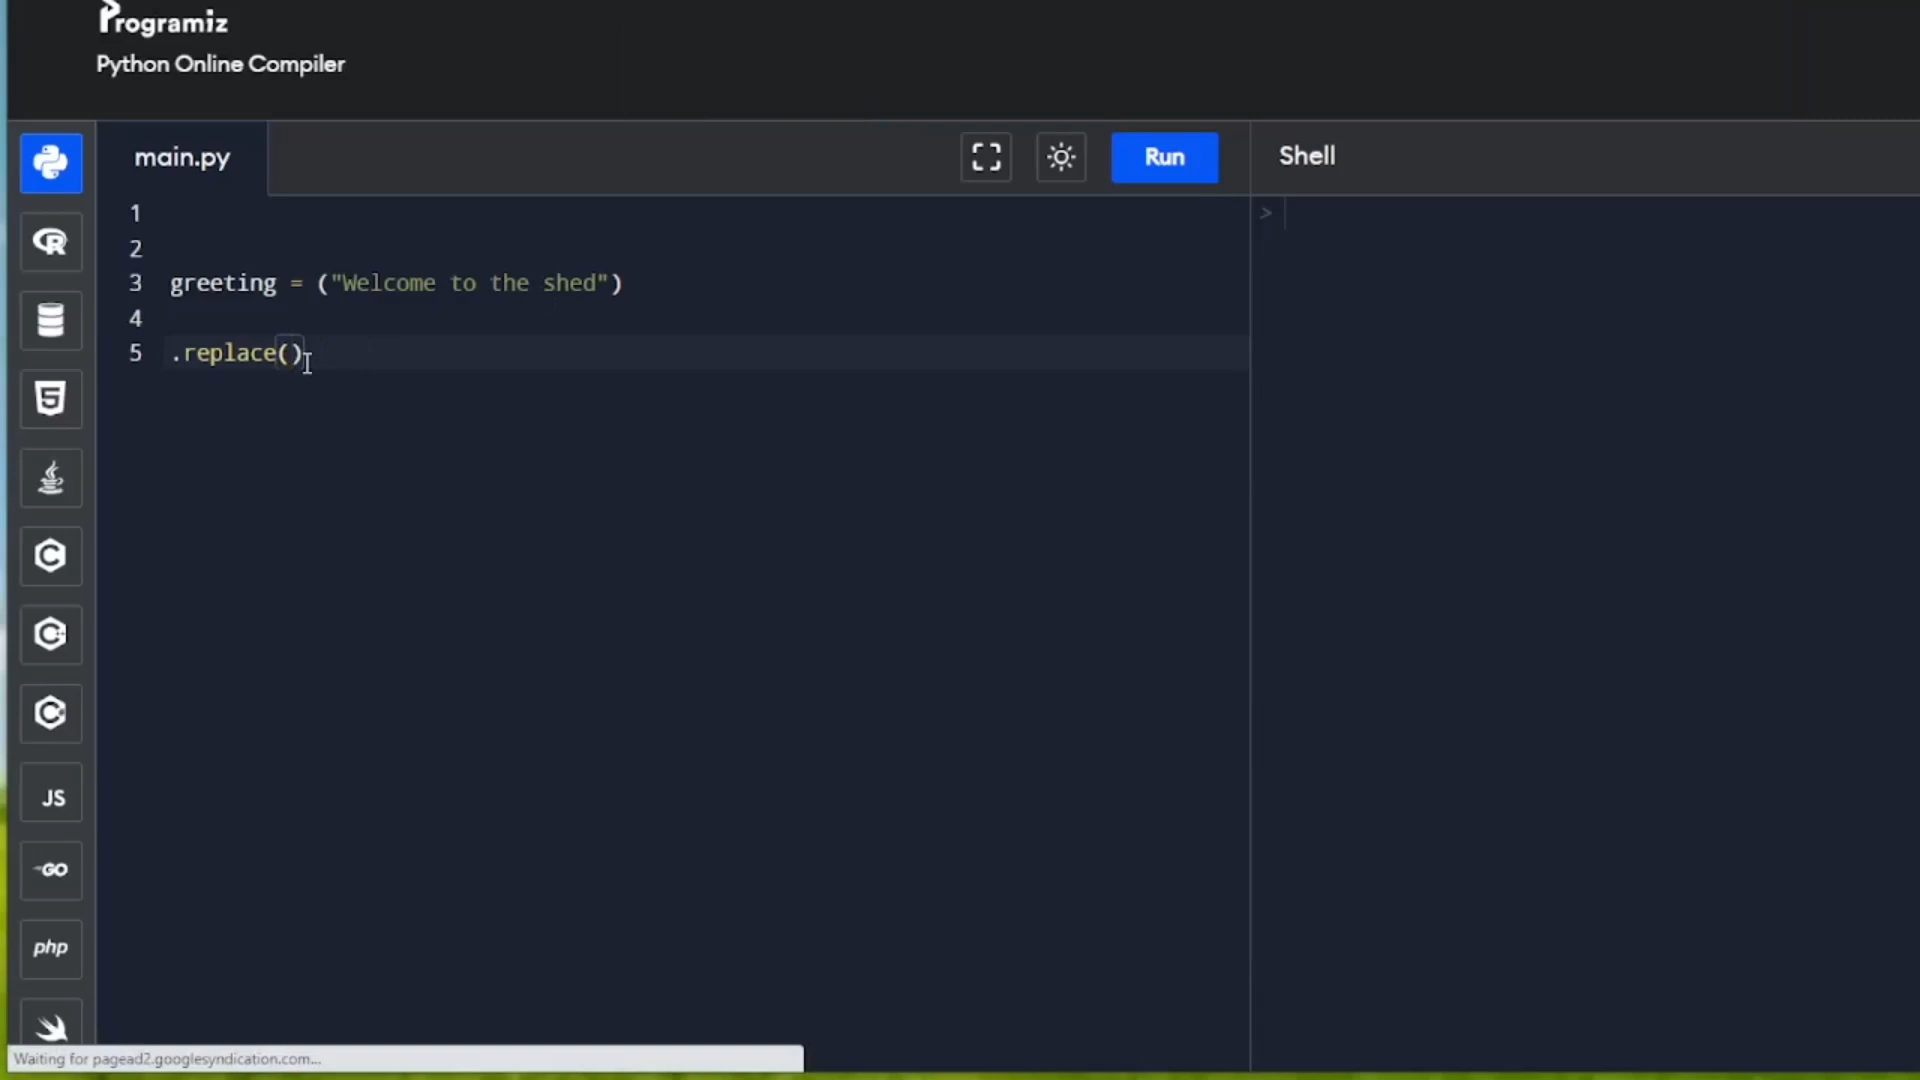 Programiz
Python Online Compiler
main.py
Run
Shell
1
2
3 greeting = ("Welcome to the shed")
4
5 .replace()
>
R
5
C
C
C
JS
GO
php
Waiting for pagead2.googlesyndication.com...